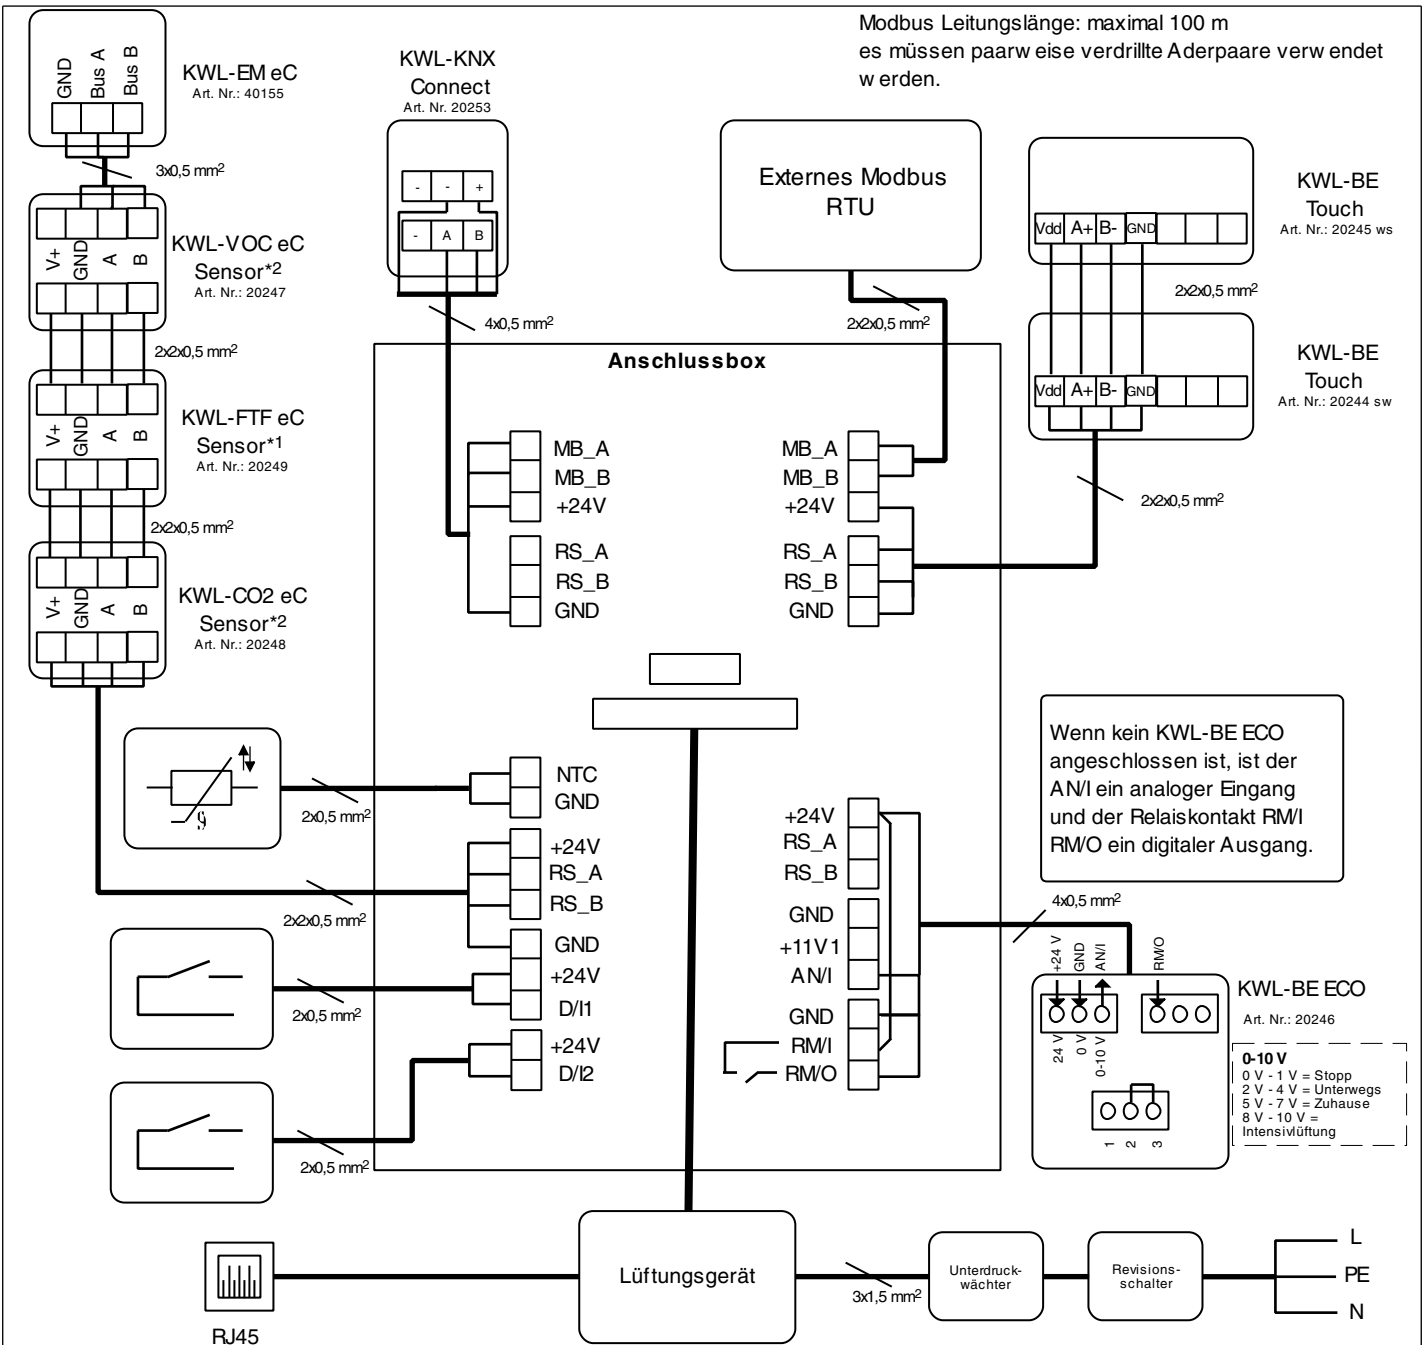 Modbus Leitungslänge: maximal 100 m
es müssen paarweise verdrillte Aderpaare verwendet
werden.
GND
Bus A
Bus B
KWL-EM eC
Art. Nr.: 40155
3x0,5 mm²
KWL-KNX
Connect
Art. Nr. 20253
- - +
- A B
4x0,5 mm²
Externes Modbus
RTU
2x2x0,5 mm²
KWL-BE
Touch
Art. Nr.: 20245 ws
Vdd A+ B- GND
2x2x0,5 mm²
KWL-BE
Touch
Art. Nr.: 20244 sw
Vdd A+ B- GND
2x2x0,5 mm²
V+ GND A B
KWL-VOC eC
Sensor*2
Art. Nr.: 20247
2x2x0,5 mm²
V+ GND A B
KWL-FTF eC
Sensor*1
Art. Nr.: 20249
2x2x0,5 mm²
V+ GND A B
KWL-CO2 eC
Sensor*2
Art. Nr.: 20248
Anschlussbox
MB_A
MB_B
+24V
RS_A
RS_B
GND
MB_A
MB_B
+24V
RS_A
RS_B
GND
ϑ
2x0,5 mm²
NTC
GND
+24V
RS_A
RS_B
2x2x0,5 mm²
GND
+24V
D/I1
2x0,5 mm²
+24V
D/I2
2x0,5 mm²
+24V
RS_A
RS_B
GND
+11V1
AN/I
GND
RM/I
RM/O
Wenn kein KWL-BE ECO
angeschlossen ist, ist der
AN/I ein analoger Eingang
und der Relaiskontakt RM/I
RM/O ein digitaler Ausgang.
4x0,5 mm²
+24 V
GND
AN/I
RM/O
24 V
0 V
0-10 V
1 2 3
KWL-BE ECO
Art. Nr.: 20246
0-10 V
0 V - 1 V = Stopp
2 V - 4 V = Unterwegs
5 V - 7 V = Zuhause
8 V - 10 V =
Intensivlüftung
RJ45
Lüftungsgerät
3x1,5 mm²
Unterdruck-
wächter
Revisions-
schalter
L
PE
N